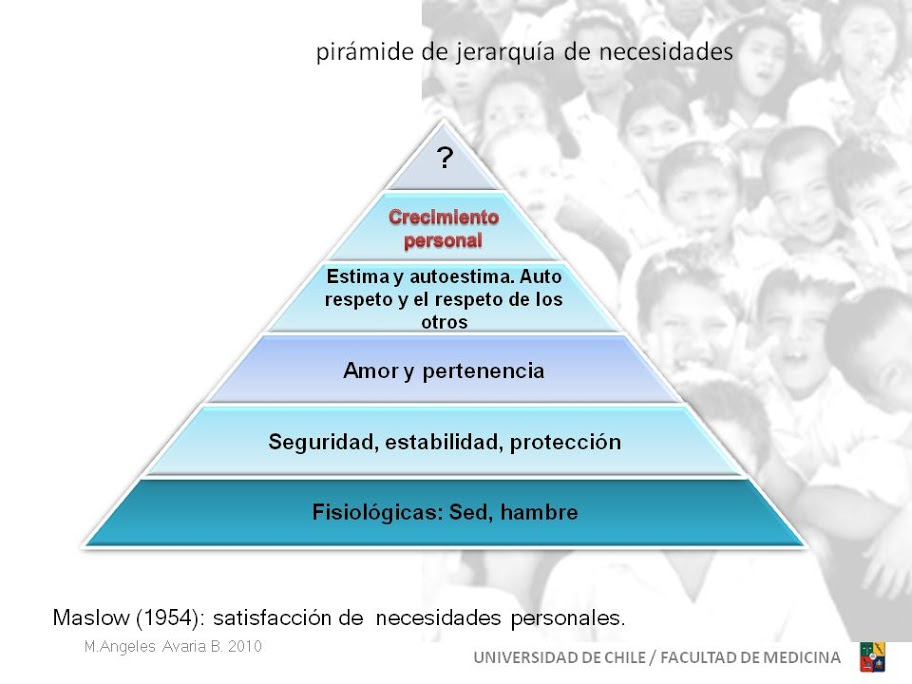 pirámide de jerarquía de necesidades
?
Crecimiento
personal
Estima y autoestima. Auto
respeto y el respeto de los
otros
Amor y pertenencia
Seguridad, estabilidad, protección
Fisiológicas: Sed, hambre
Maslow (1954): satisfacción de necesidades personales.
M.Angeles Avaria B. 2010
UNIVERSIDAD DE CHILE / FACULTAD DE MEDICINA